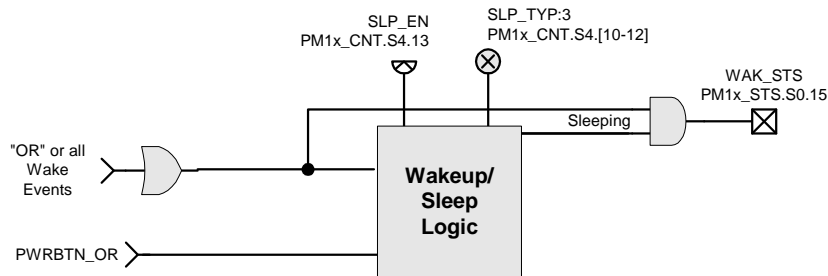 SLP_EN
PM1x_CNT.S4.13
SLP_TYP:3
PM1x_CNT.S4.[10-12]
WAK_STS
PM1x_STS.S0.15
Sleeping
"OR" or all
Wake
Events
Wakeup/
Sleep
Logic
PWRBTN_OR